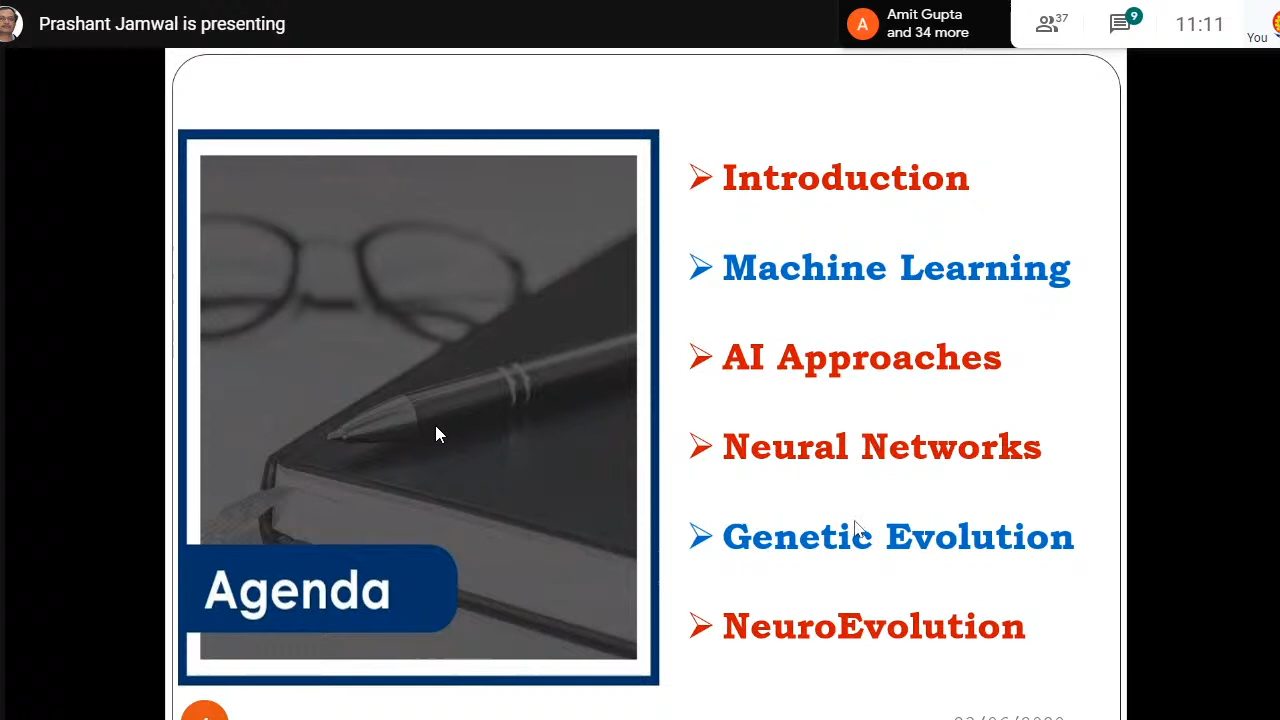 Prashant Jamwal is presenting
A
Amit Gupta
and 34 more
37
9
11:11
You
Introduction
Machine Learning
AI Approaches
Neural Networks
Genetic Evolution
NeuroEvolution
Agenda